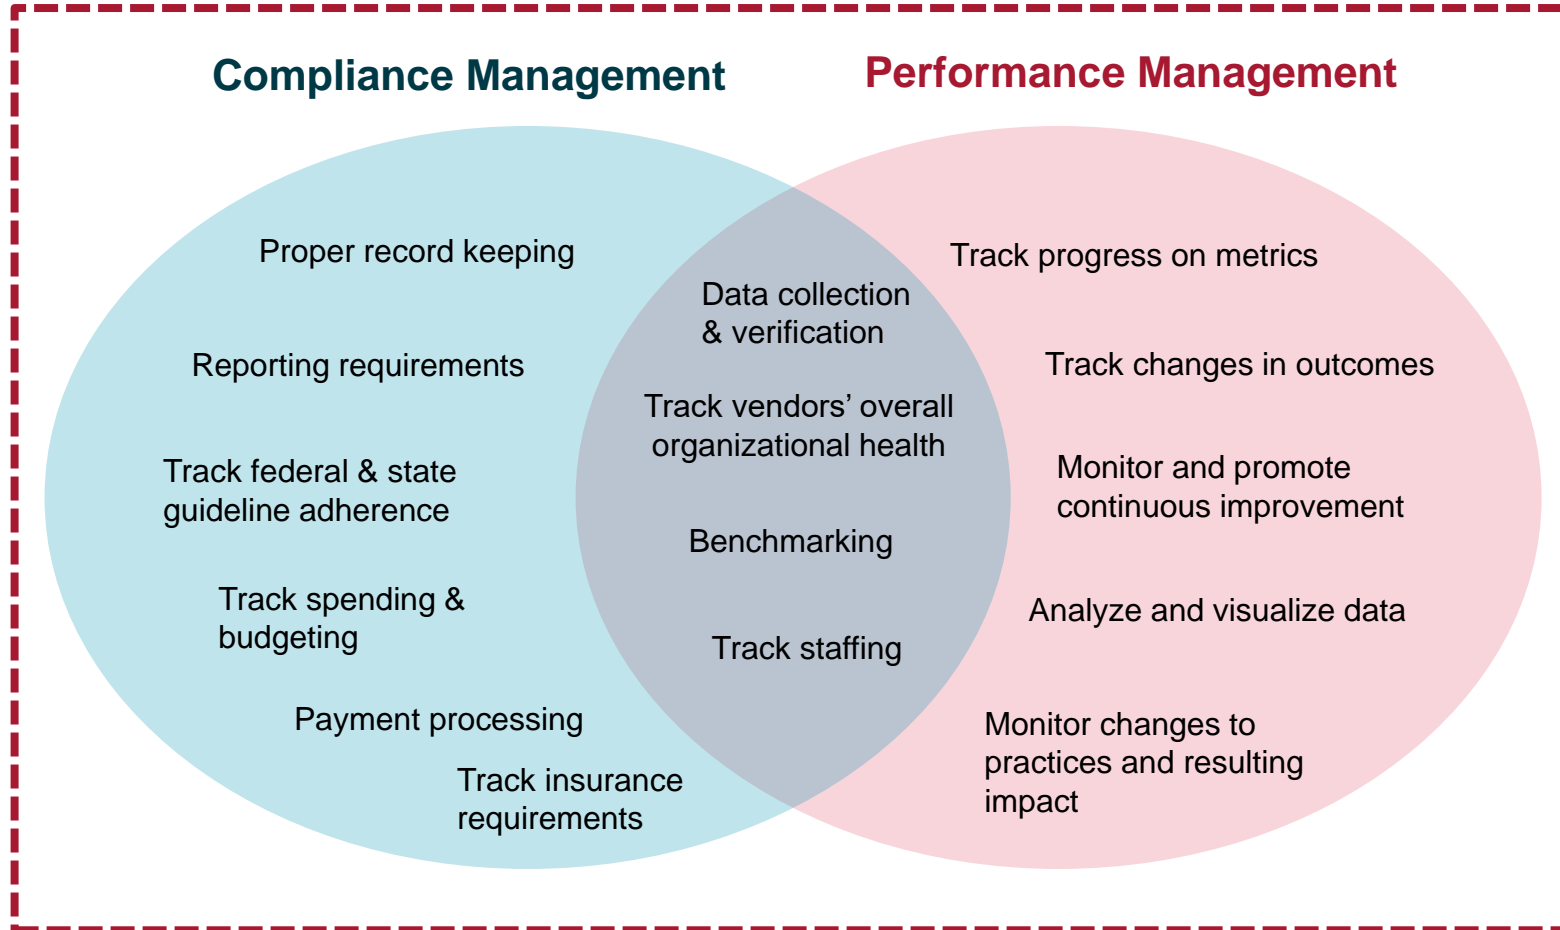 Compliance Management
Performance Management
Proper record keeping
Reporting requirements
Track federal & state
guideline adherence
Track spending &
budgeting
Payment processing
Track insurance
requirements
Data collection
& verification
Track vendors’ overall
organizational health
Benchmarking
Track staffing
Track progress on metrics
Track changes in outcomes
Monitor and promote
continuous improvement
Analyze and visualize data
Monitor changes to
practices and resulting
impact